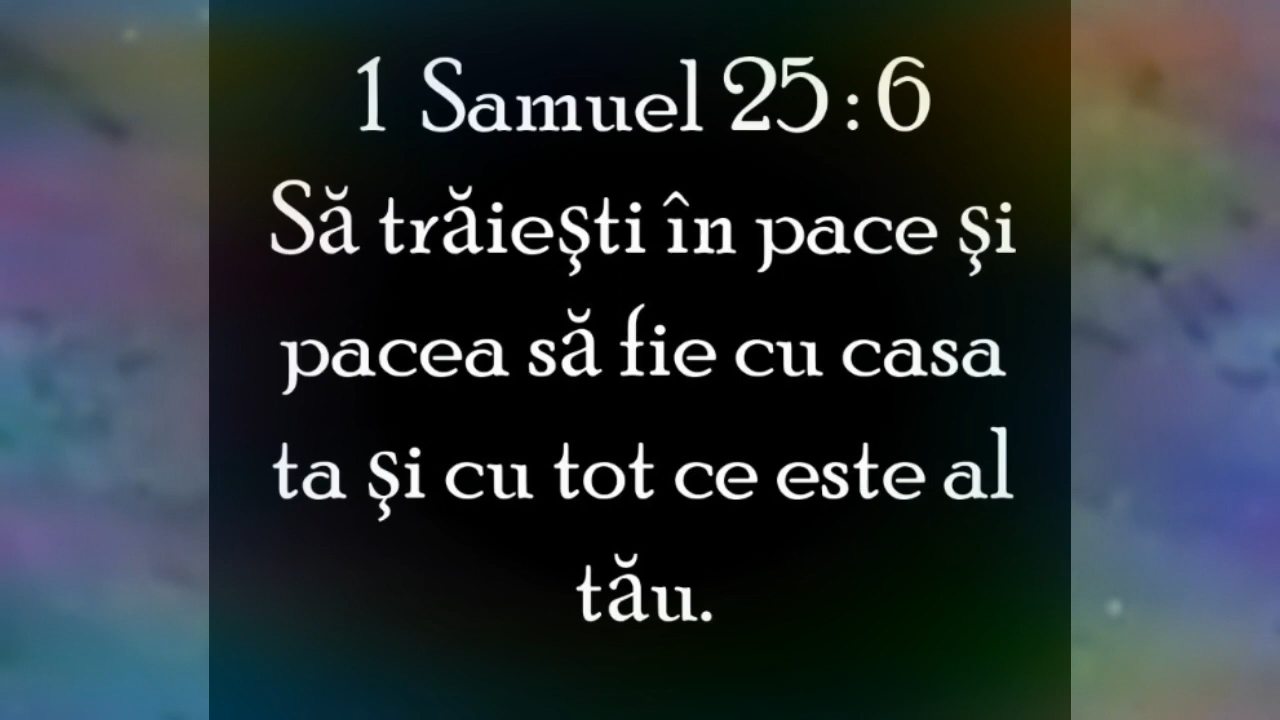 1 Samuel 25:6
Să trăieşti în pace şi
pacea să fie cu casa
ta şi cu tot ce este al
tău.